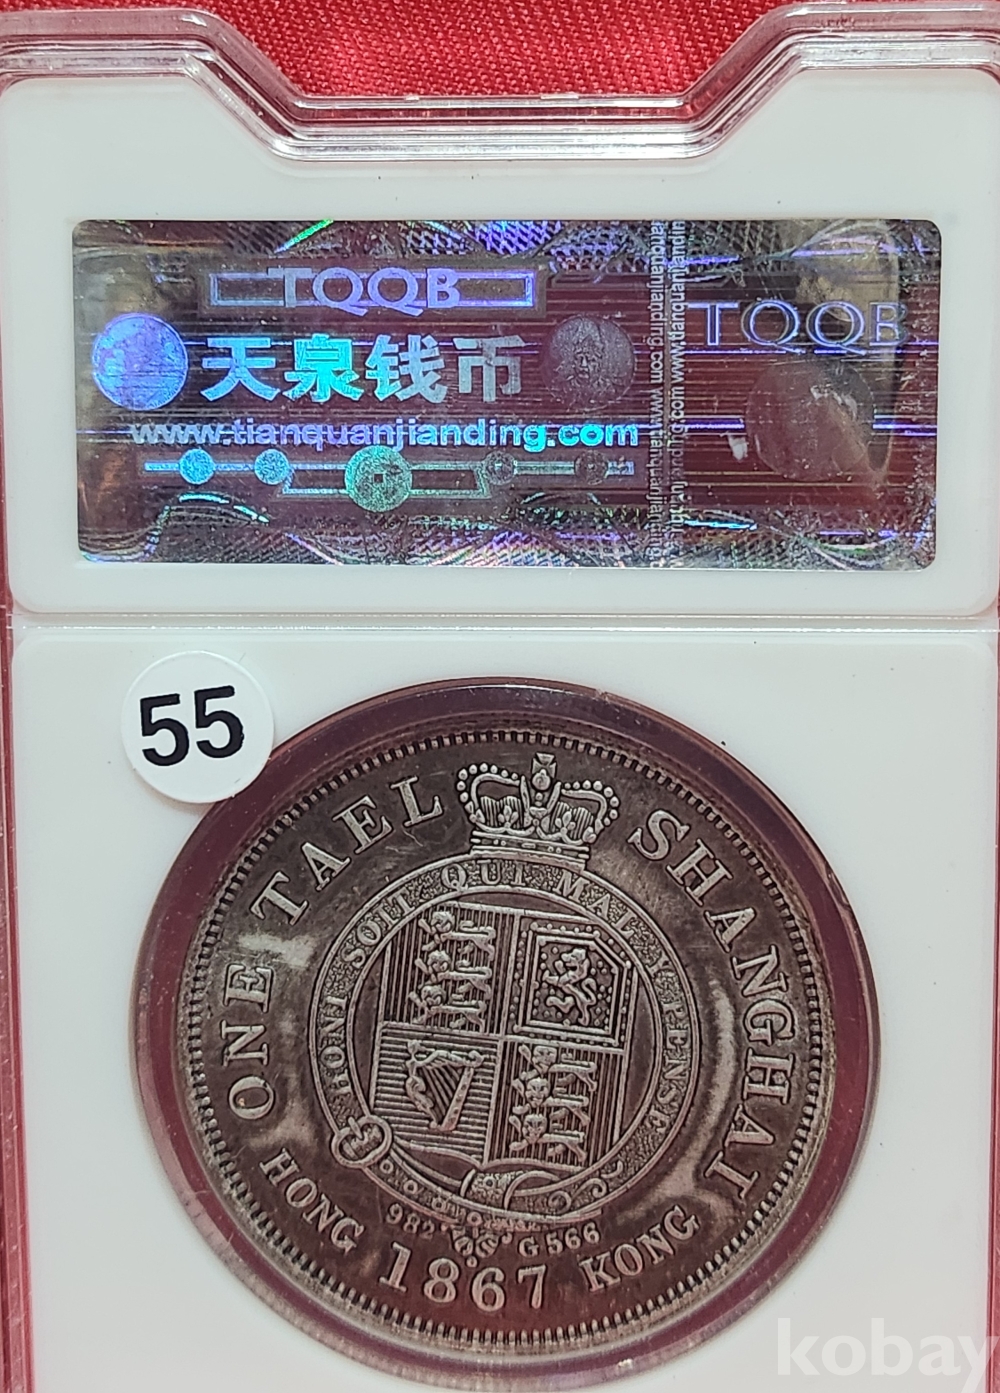 TQQB
天泉钱币
www.tianquanjianding.com
TQQB
55
ONE TAEL SHANGHAI
HONI SOIT QUI MAL Y PENSE
982 G566
HONG 1867 KONG
kobay